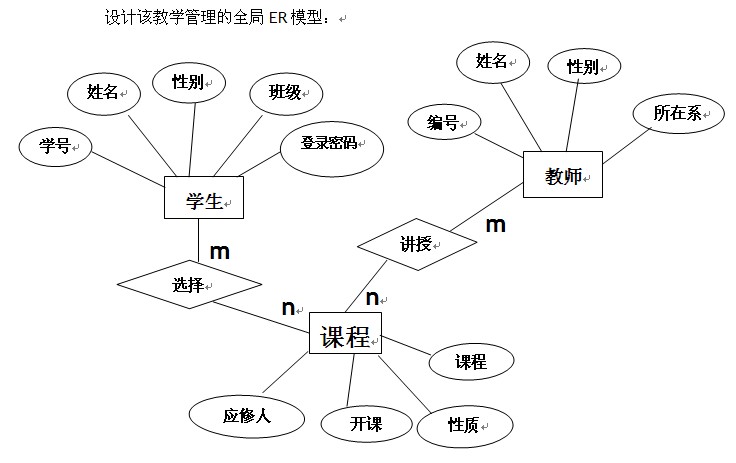 设计该教学管理的全局 ER 模型：
姓名
性别
班级
学号
登录密码
学生
姓名
性别
编号
所在系
教师
m
讲授
m
选择
n
n
课程
课程
应修人
开课
性质